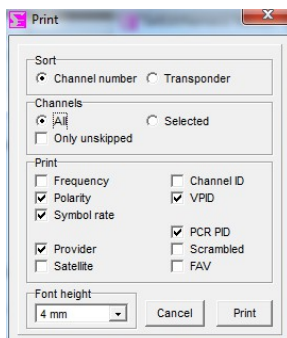 Print
Sort
Channel number Transponder
Channels
All Selected
Only unskipped
Print
Frequency Channel ID
Polarity VPID
Symbol rate
PCR PID
Provider Scrambled
Satellite FAV
Font height
4 mm Cancel Print